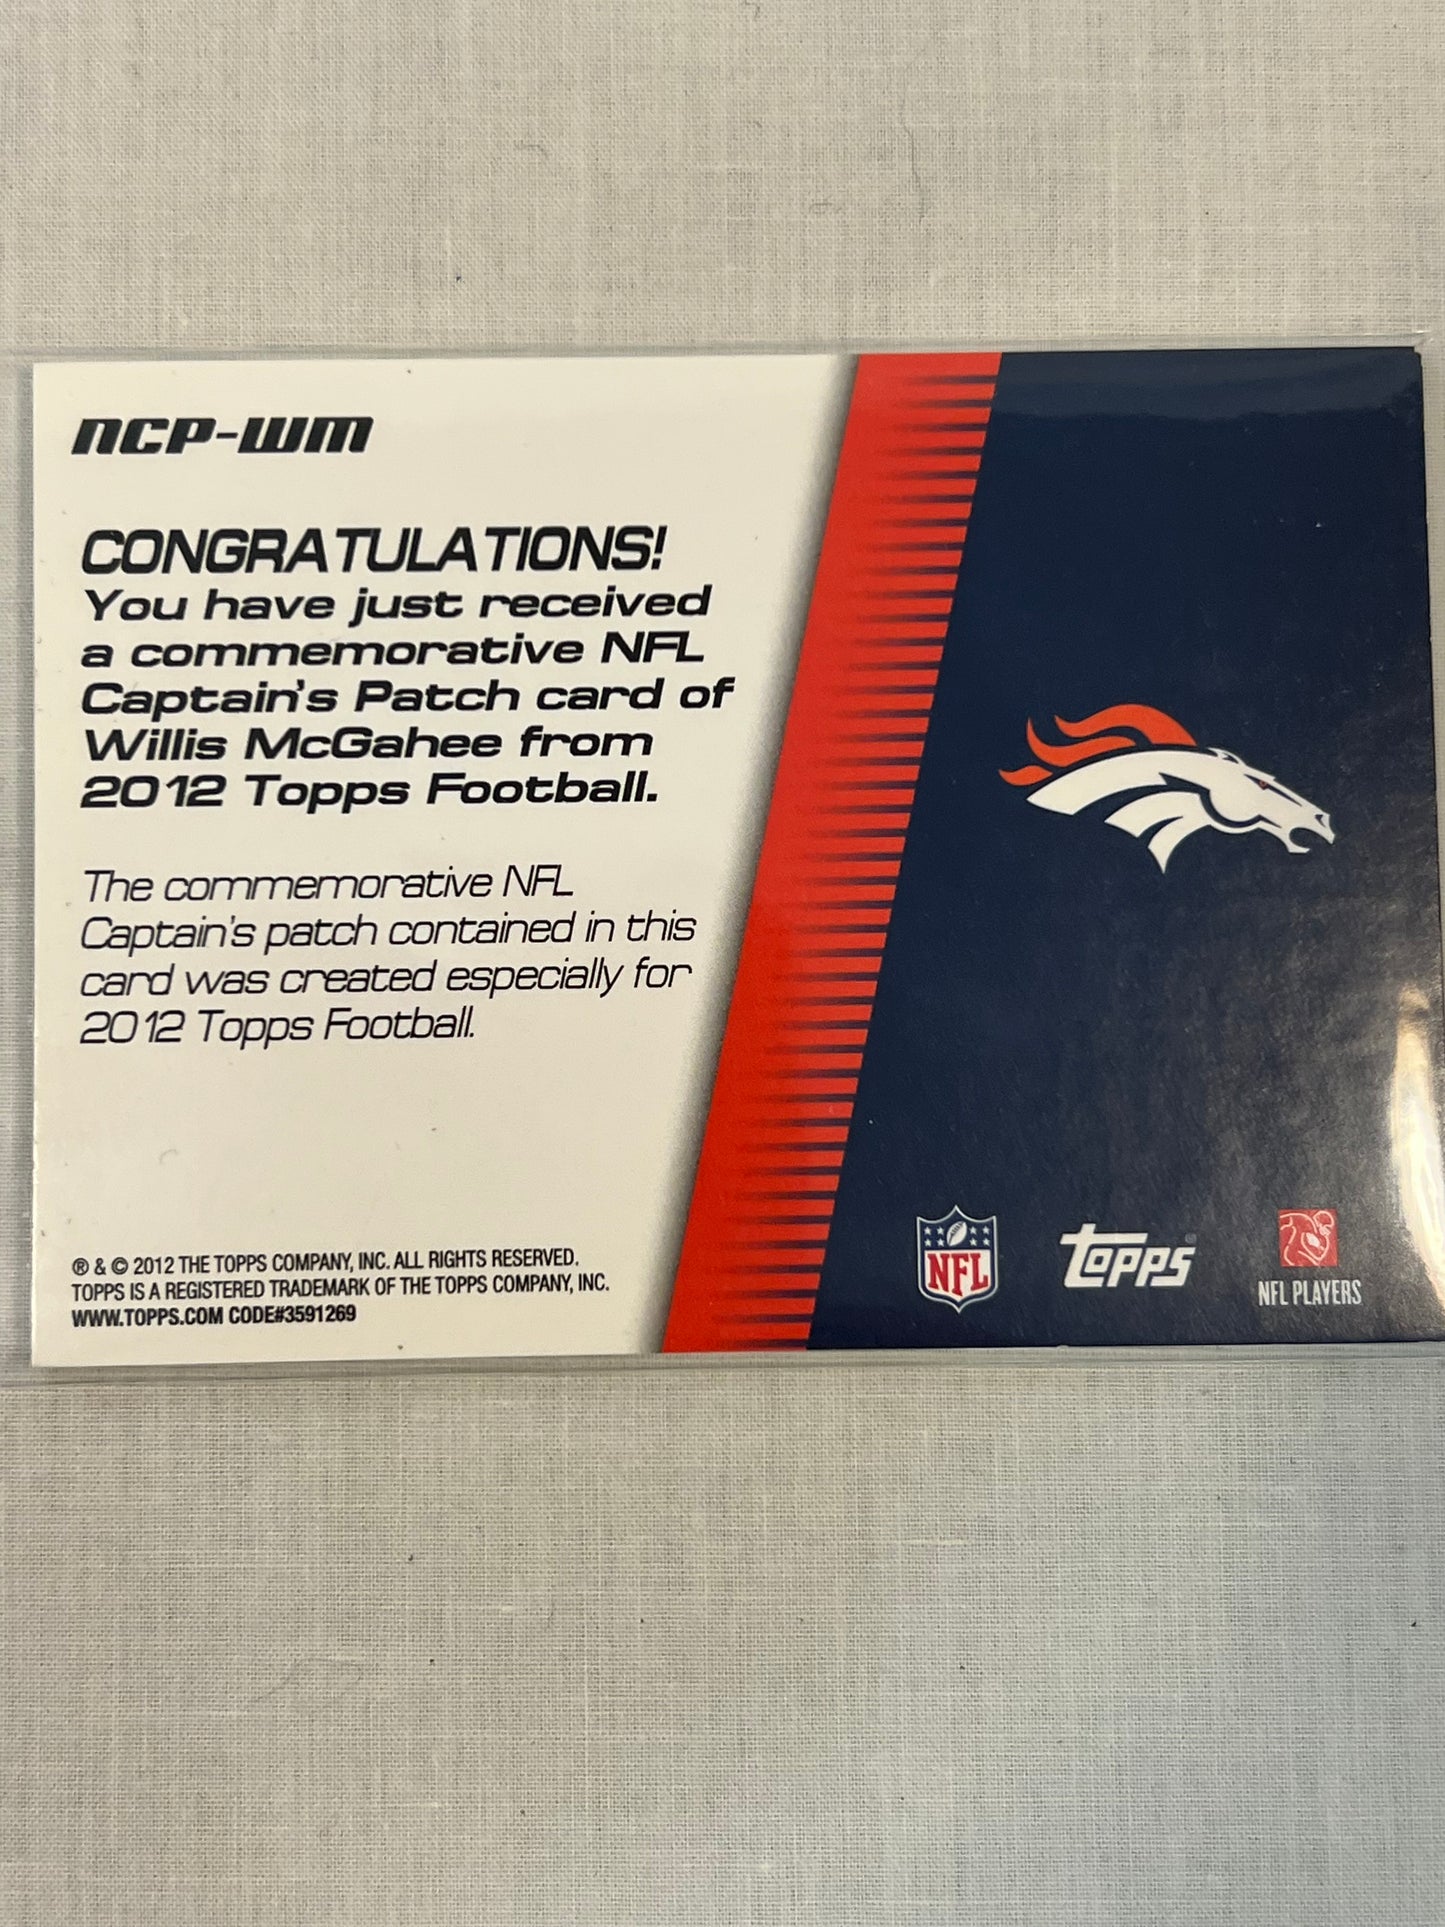 NCP-WM
CONGRATULATIONS!
You have just received
a commemorative NFL
Captain's Patch card of
Willis McGahee from
2012 Topps Football.
The commemorative NFL
Captain's patch contained in this
card was created especially for
2012 Topps Football.
® & © 2012 THE TOPPS COMPANY, INC. ALL RIGHTS RESERVED.
TOPPS IS A REGISTERED TRADEMARK OF THE TOPPS COMPANY, INC.
WWW.TOPPS.COM CODE#3591269
NFL
topps
NFL PLAYERS